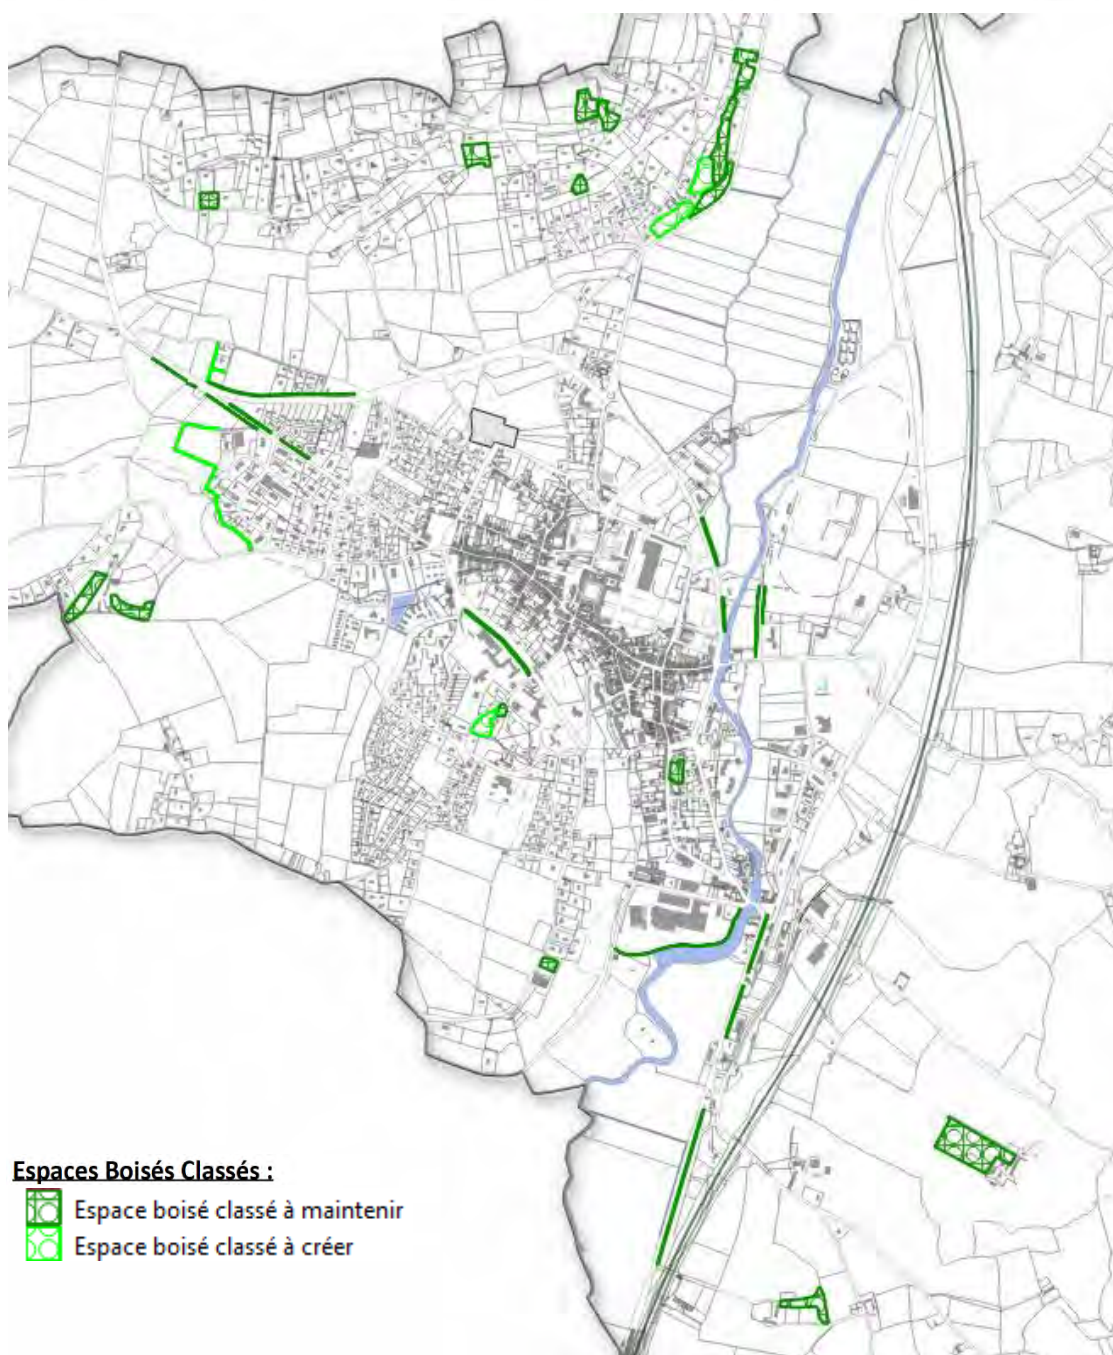 Espaces Boisés Classés :
Espace boisé classé à maintenir
Espace boisé classé à créer